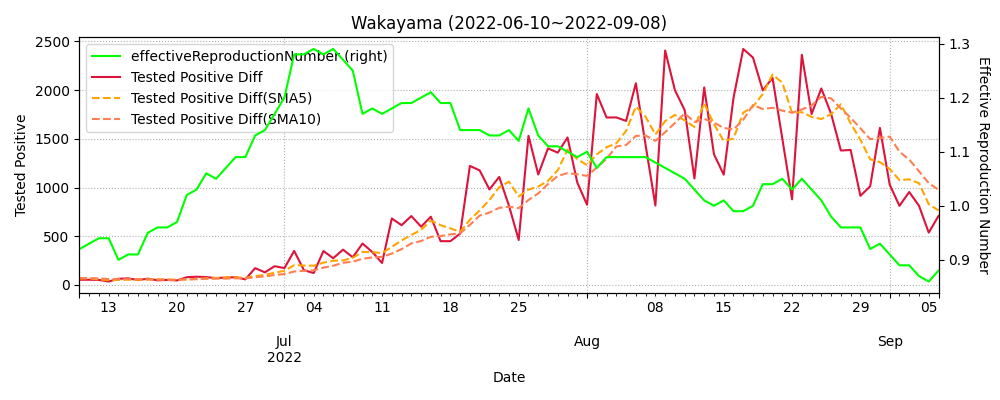 Wakayama (2022-06-10~2022-09-08)
effectiveReproductionNumber (right)
Tested Positive Diff
Tested Positive Diff(SMA5)
Tested Positive Diff(SMA10)
Tested Positive
2500
2000
1500
1000
500
0
1.3
1.2
1.1
1.0
0.9
Effective Reproduction Number
13 20 27 04 11 18 25 08 15 22 29 05
Jul Aug Sep
2022
Date